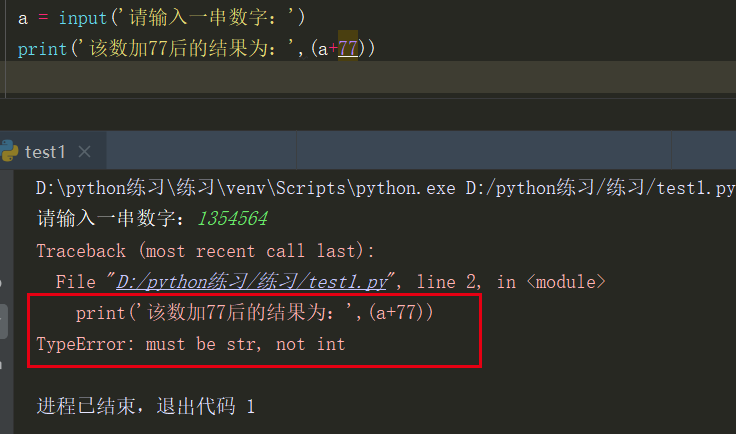 a = input('请输入一串数字：')
print('该数加77后的结果为：',(a+77))
test1
D:\python练习\练习\venv\Scripts\python.exe D:/python练习/练习/test1.py
请输入一串数字：1354564
Traceback (most recent call last):
File "D:/python练习/练习/test1.py", line 2, in <module>
print('该数加77后的结果为：',(a+77))
TypeError: must be str, not int
进程已结束，退出代码 1